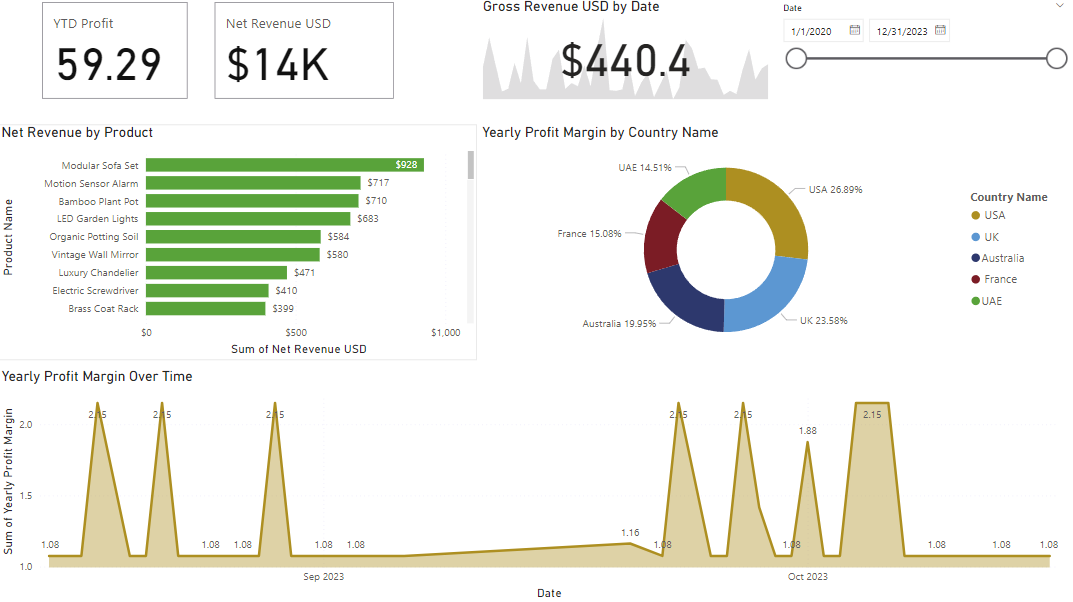 YTD Profit
59.29
Net Revenue USD
$14K
Gross Revenue USD by Date
$440.4
Date
1/1/2020
12/31/2023
Net Revenue by Product
Product Name
Modular Sofa Set
$928
Motion Sensor Alarm
$717
Bamboo Plant Pot
$710
LED Garden Lights
$683
Organic Potting Soil
$584
Vintage Wall Mirror
$580
Luxury Chandelier
$471
Electric Screwdriver
$410
Brass Coat Rack
$399
$0
$500
$1,000
Sum of Net Revenue USD
Yearly Profit Margin by Country Name
UAE 14.51%
USA 26.89%
France 15.08%
Australia 19.95%
UK 23.58%
Country Name
USA
UK
Australia
France
UAE
Yearly Profit Margin Over Time
Sum of Yearly Profit Margin
2.0
1.5
1.0
1.08
2.15
2.15
1.08
1.08
2.15
1.08
1.08
1.16
1.08
2.15
2.15
1.08
1.88
2.15
1.08
1.08
1.08
Sep 2023
Oct 2023
Date